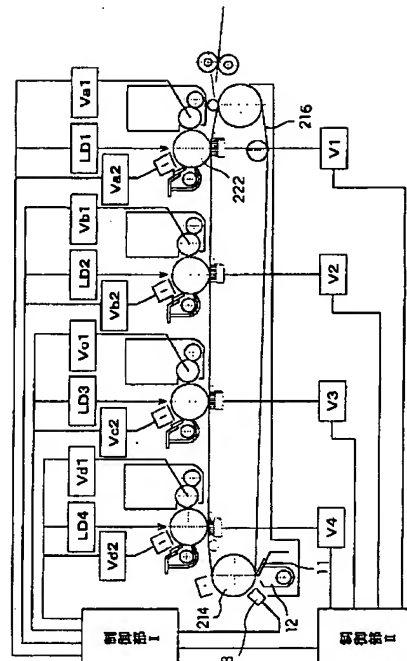 Va1
LD1
Va2
Vb1
LD2
Vb2
Vc1
LD3
Vc2
Vd1
LD4
Vd2
222
216
V1
V2
V3
V4
214
11
12
制御部 I
制御部 II